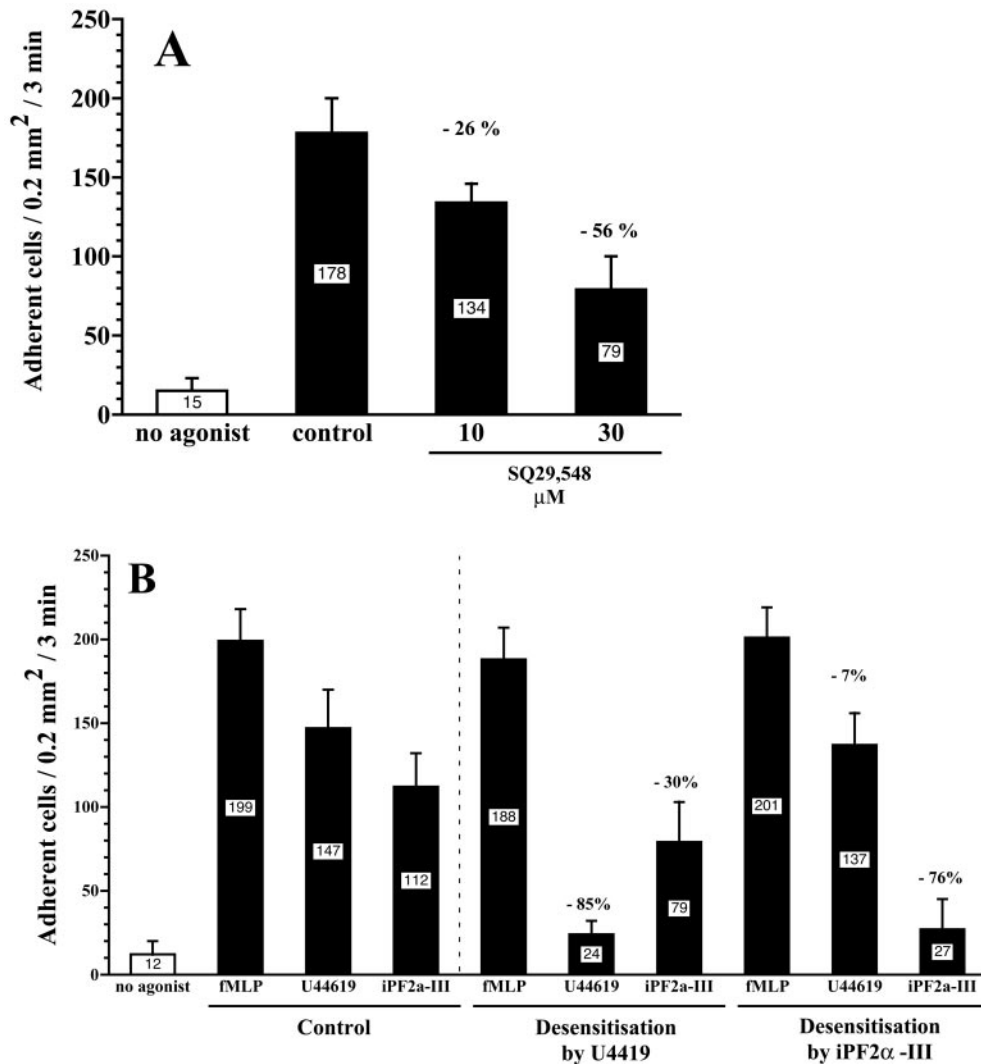 A
Adherent cells / 0.2 mm² / 3 min
250
200
150
100
50
0
- 26 %
- 56 %
178
134
79
15
no agonist control 10 30
SQ29,548
µM
B
Adherent cells / 0.2 mm² / 3 min
250
200
150
100
50
0
- 7%
- 30%
- 76%
- 85%
199
147
112
188
24
79
201
137
27
12
no agonist fMLP U44619 iPF2a-III fMLP U44619 iPF2a-III fMLP U44619 iPF2a-III
Control
Desensitisation
by U4419
Desensitisation
by iPF2α -III